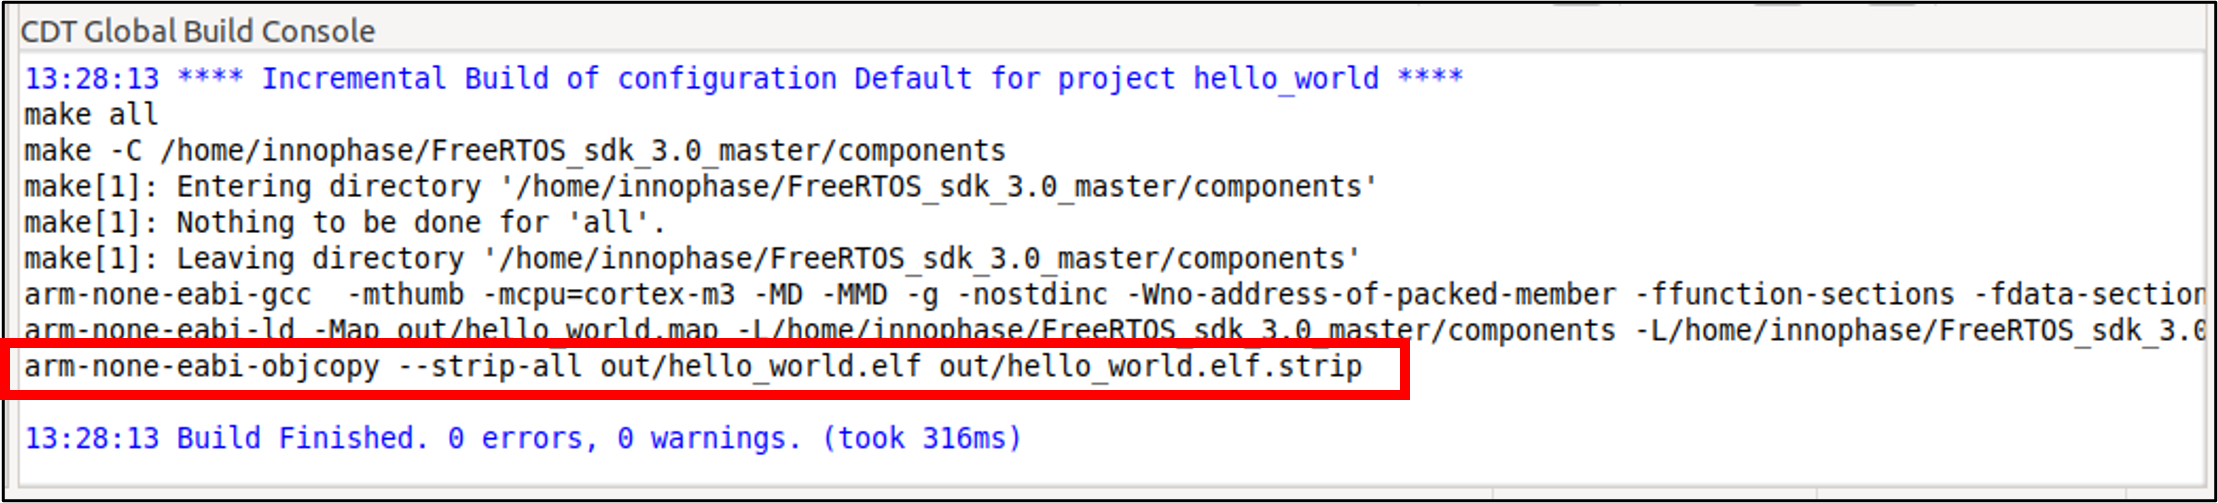 CDT Global Build Console
13:28:13 **** Incremental Build of configuration Default for project hello_world ****
make all
make -C /home/innophase/FreeRTOS_sdk_3.0_master/components
make[1]: Entering directory '/home/innophase/FreeRTOS_sdk_3.0_master/components'
make[1]: Nothing to be done for 'all'.
make[1]: Leaving directory '/home/innophase/FreeRTOS_sdk_3.0_master/components'
arm-none-eabi-gcc  -mthumb -mcpu=cortex-m3 -MD -MMD -g -nostdinc -Wno-address-of-packed-member -ffunction-sections -fdata-section
arm-none-eabi-ld -Map out/hello_world.map -L/home/innophase/FreeRTOS_sdk_3.0_master/components -L/home/innophase/FreeRTOS_sdk_3.0
arm-none-eabi-objcopy --strip-all out/hello_world.elf out/hello_world.elf.strip
13:28:13 Build Finished. 0 errors, 0 warnings. (took 316ms)